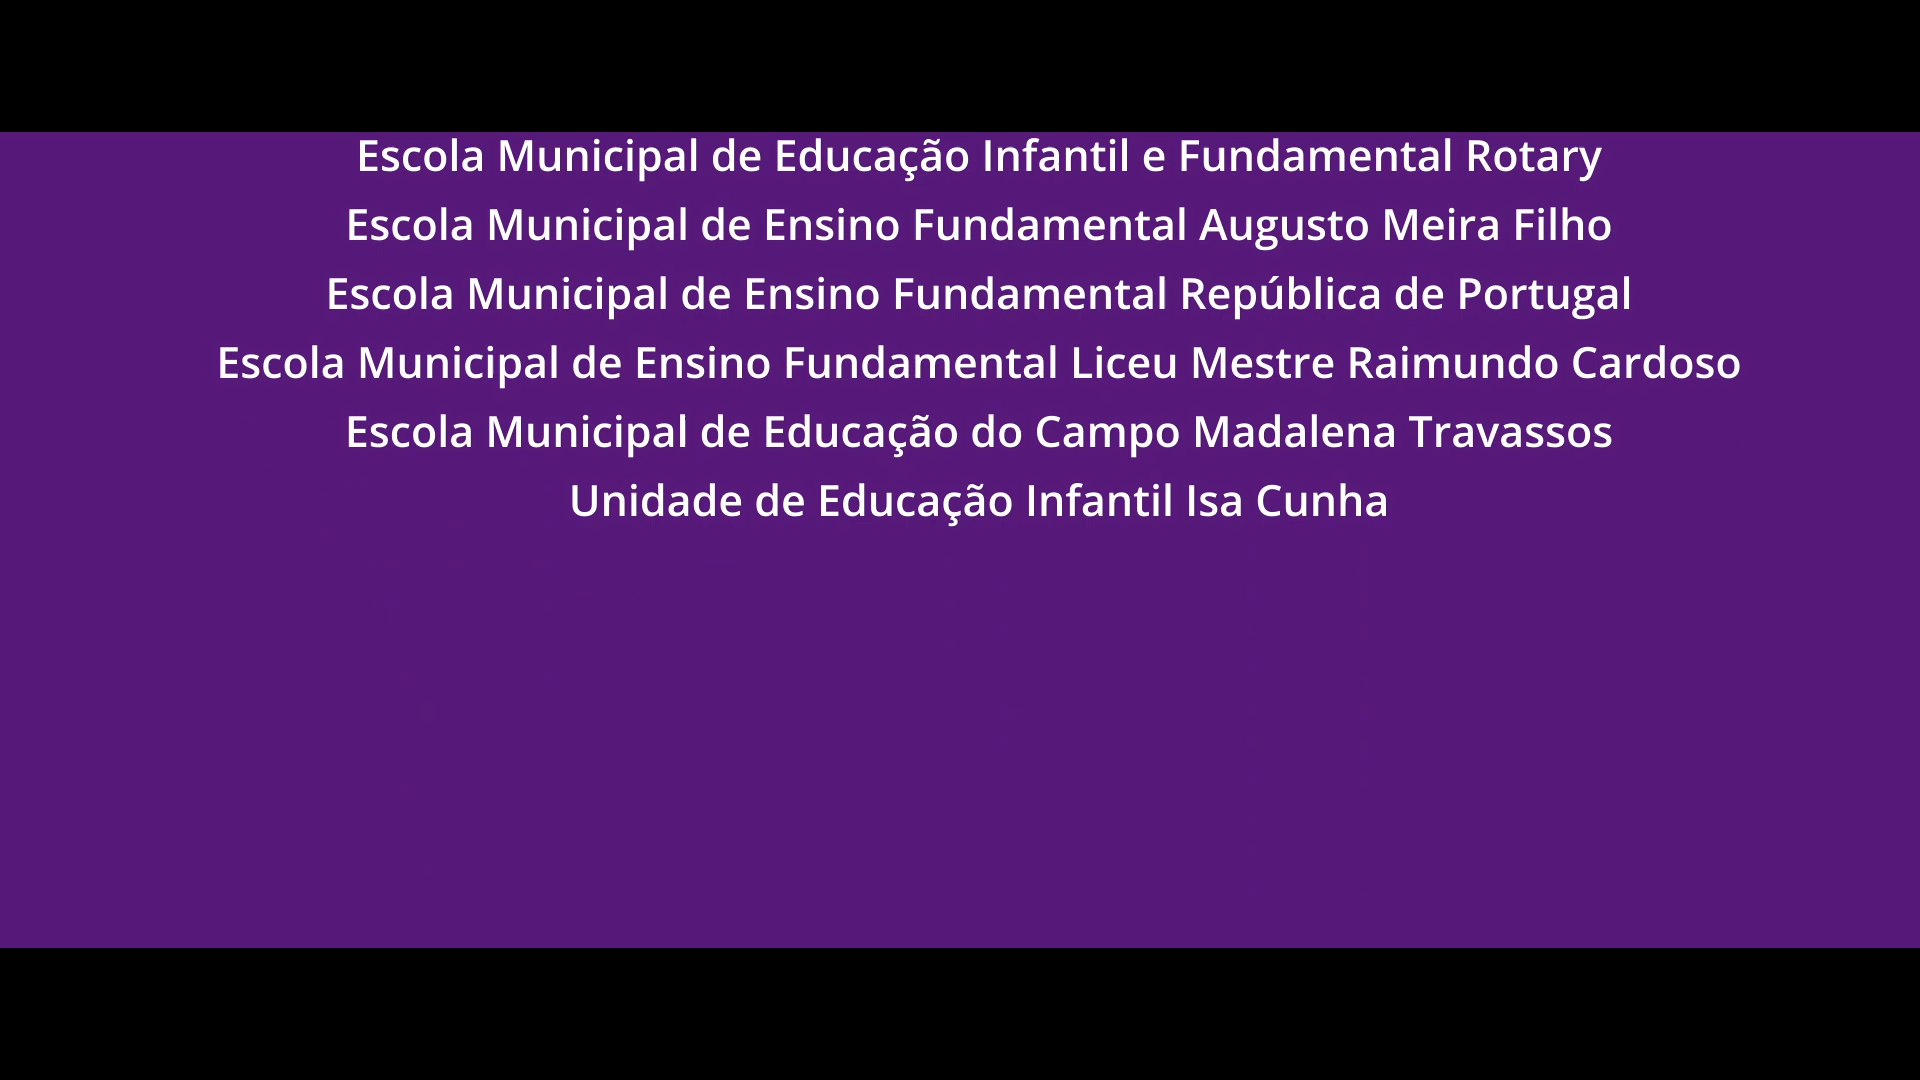 Escola Municipal de Educação Infantil e Fundamental Rotary
Escola Municipal de Ensino Fundamental Augusto Meira Filho
Escola Municipal de Ensino Fundamental República de Portugal
Escola Municipal de Ensino Fundamental Liceu Mestre Raimundo Cardoso
Escola Municipal de Educação do Campo Madalena Travassos
Unidade de Educação Infantil Isa Cunha